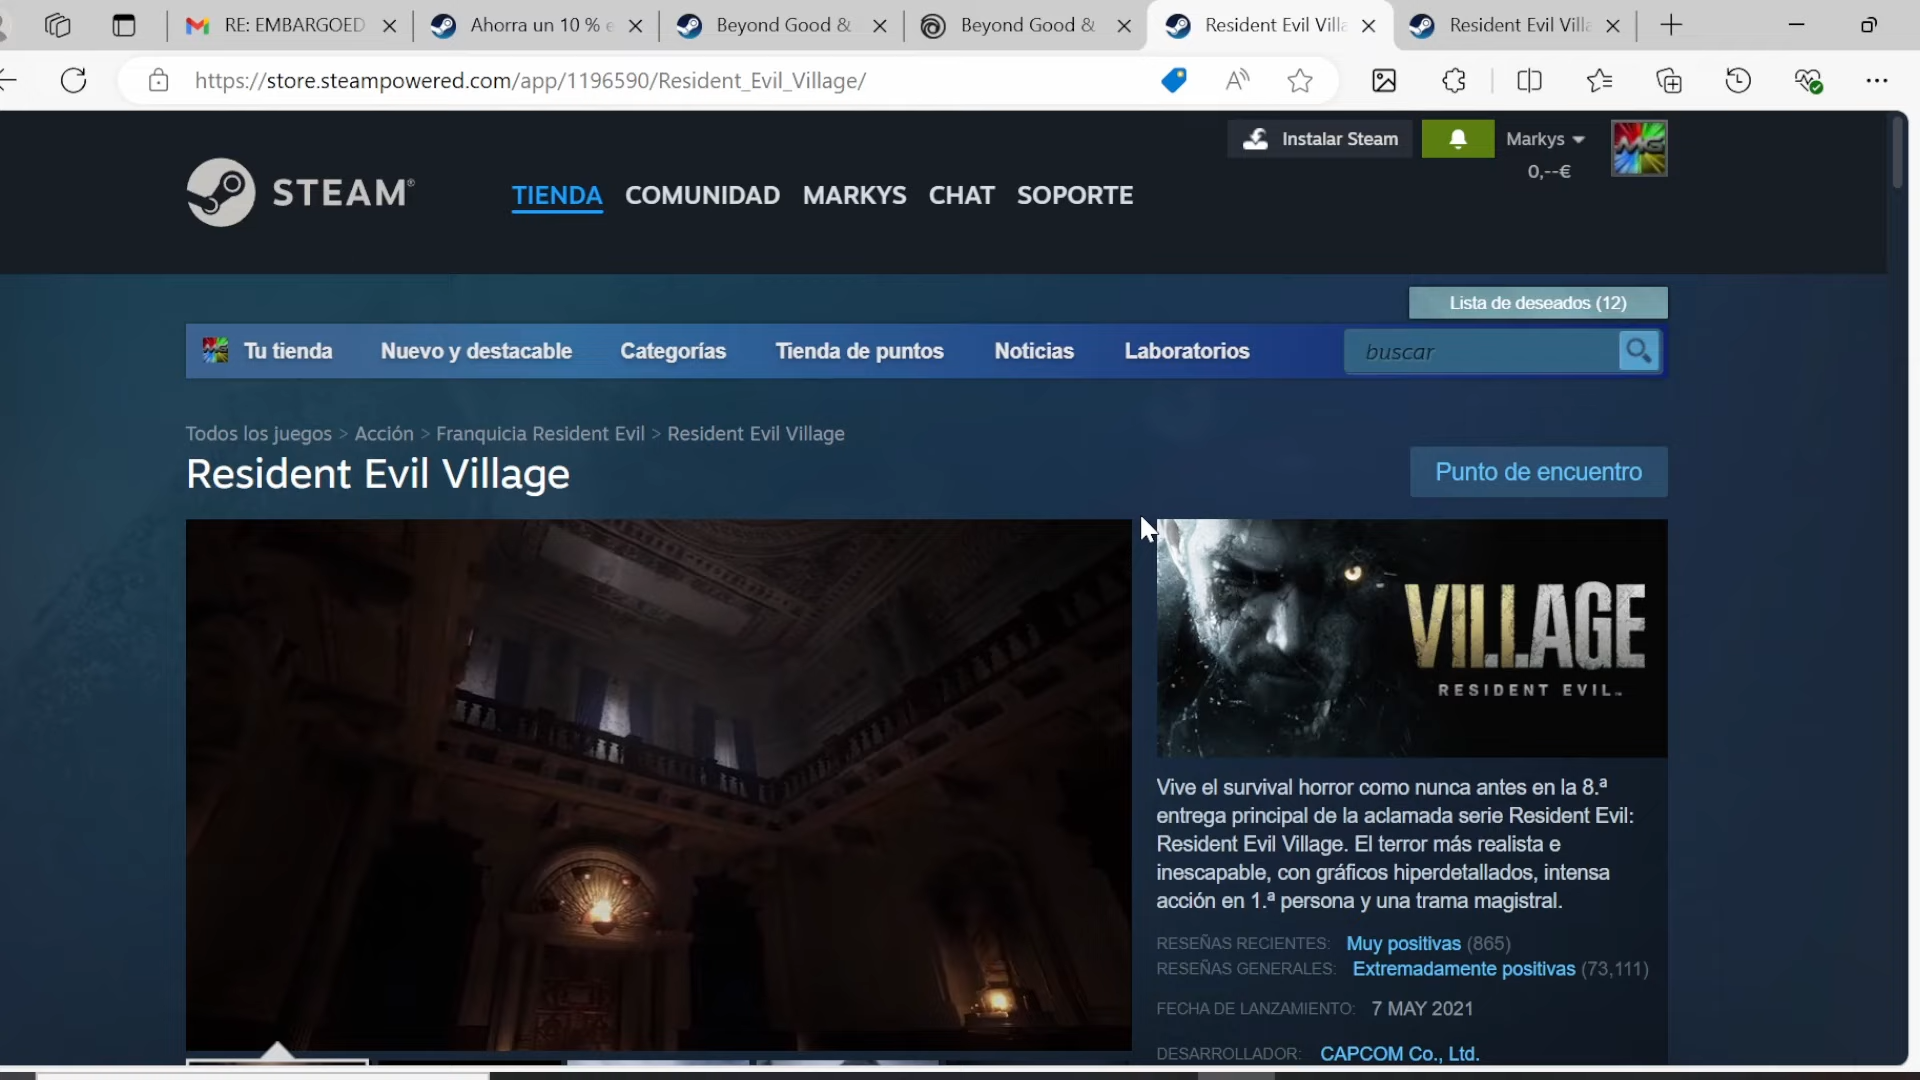 RE: EMBARGOED
Ahorra un 10 % e
Beyond Good &
Beyond Good &
Resident Evil Villa
Resident Evil Villa
https://store.steampowered.com/app/1196590/Resident_Evil_Village/
Instalar Steam
Markys
0,--€
STEAM®
TIENDA COMUNIDAD MARKYS CHAT SOPORTE
Lista de deseados (12)
Tu tienda Nuevo y destacable Categorías Tienda de puntos Noticias Laboratorios buscar
Todos los juegos > Acción > Franquicia Resident Evil > Resident Evil Village
Resident Evil Village
Punto de encuentro
VILLAGE
RESIDENT EVIL™
Vive el survival horror como nunca antes en la 8.ª
entrega principal de la aclamada serie Resident Evil:
Resident Evil Village. El terror más realista e
inescapable, con gráficos hiperdetallados, intensa
acción en 1.ª persona y una trama magistral.
RESEÑAS RECIENTES: Muy positivas (865)
RESEÑAS GENERALES: Extremadamente positivas (73,111)
FECHA DE LANZAMIENTO: 7 MAY 2021
DESARROLLADOR: CAPCOM Co., Ltd.